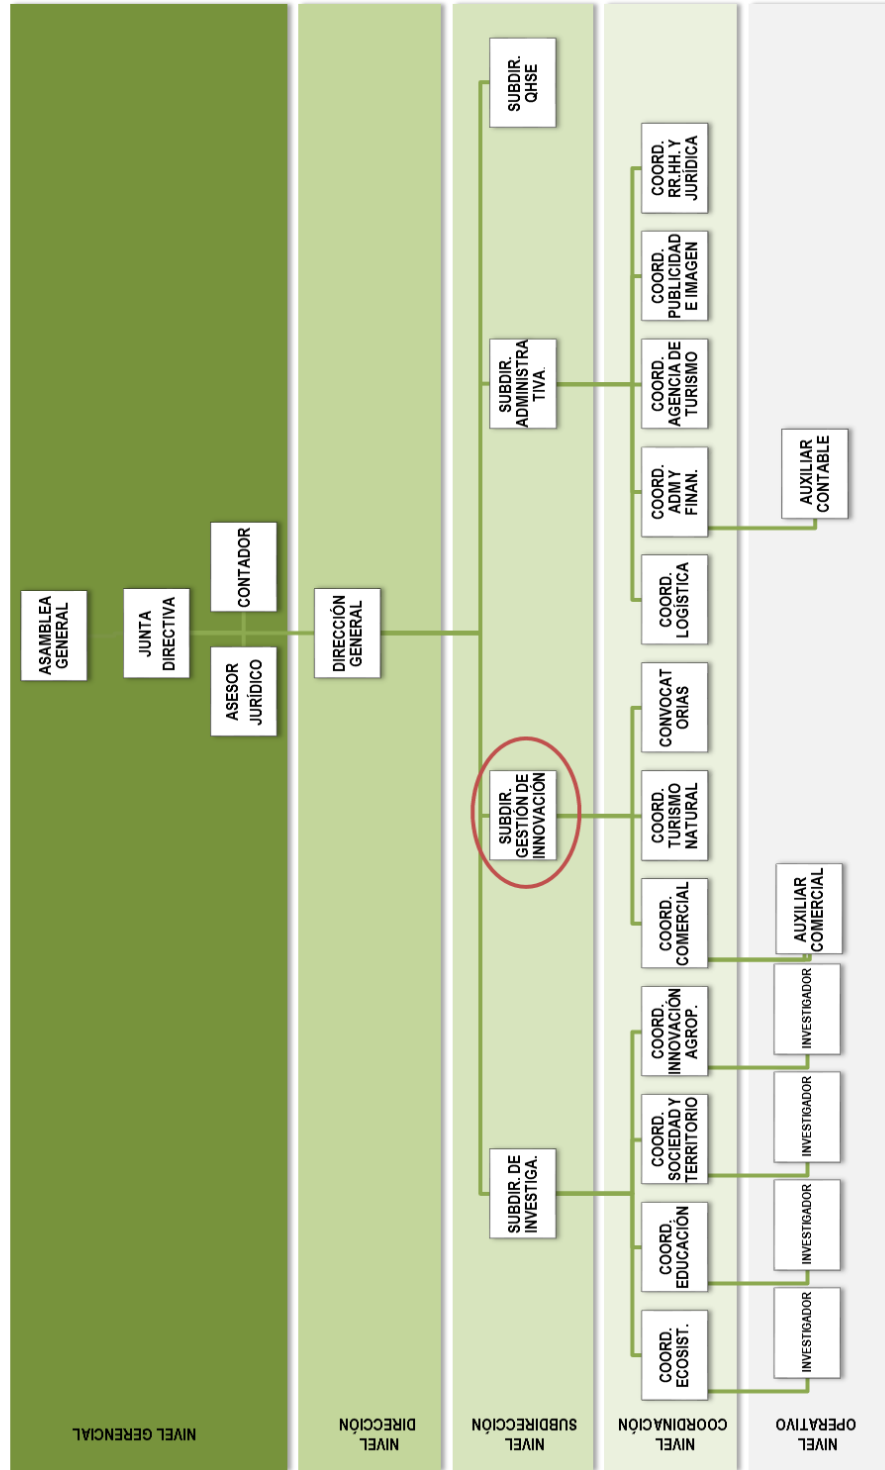 NIVEL GERENCIAL
ASAMBLEA
GENERAL
JUNTA
DIRECTIVA
ASESOR
JURÍDICO
CONTADOR
NIVEL
DIRECCIÓN
DIRECCIÓN
GENERAL
NIVEL
SUBDIRECCIÓN
SUBDIR. DE
INVESTIGA.
SUBDIR.
GESTIÓN DE
INNOVACIÓN
SUBDIR.
ADMINISTRA
TIVA.
SUBDIR.
QHSE
NIVEL
COORDINACIÓN
COORD.
ECOSIST.
COORD.
EDUCACIÓN
COORD.
SOCIEDAD Y
TERRITORIO
COORD.
INNOVACIÓN
AGROP.
COORD.
COMERCIAL
COORD.
TURISMO
NATURAL
CONVOCAT
ORIAS
COORD.
LOGÍSTICA
COORD.
ADM Y
FINAN.
COORD.
AGENCIA DE
TURISMO
COORD.
PUBLICIDAD
E IMAGEN
COORD.
RR.HH. Y
JURÍDICA
NIVEL
OPERATIVO
INVESTIGADOR
INVESTIGADOR
INVESTIGADOR
INVESTIGADOR
AUXILIAR
COMERCIAL
AUXILIAR
CONTABLE